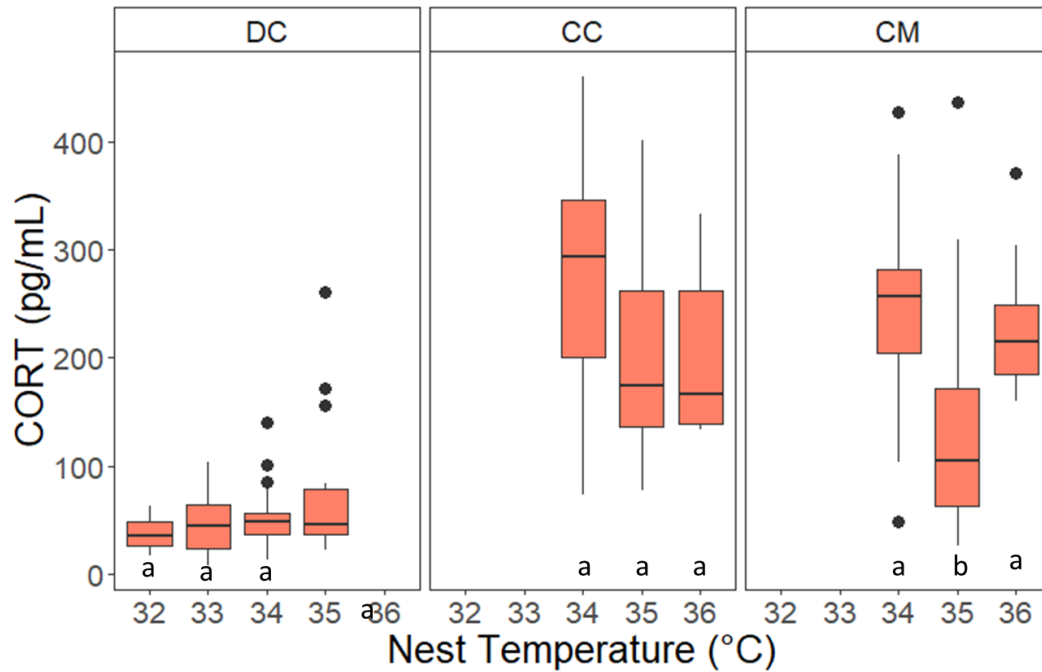 DC CC CM
CORT (pg/mL)
400
300
200
100
0
a a a a a a a b a
32 33 34 35 a 36 32 33 34 35 36 32 33 34 35 36
Nest Temperature (°C)